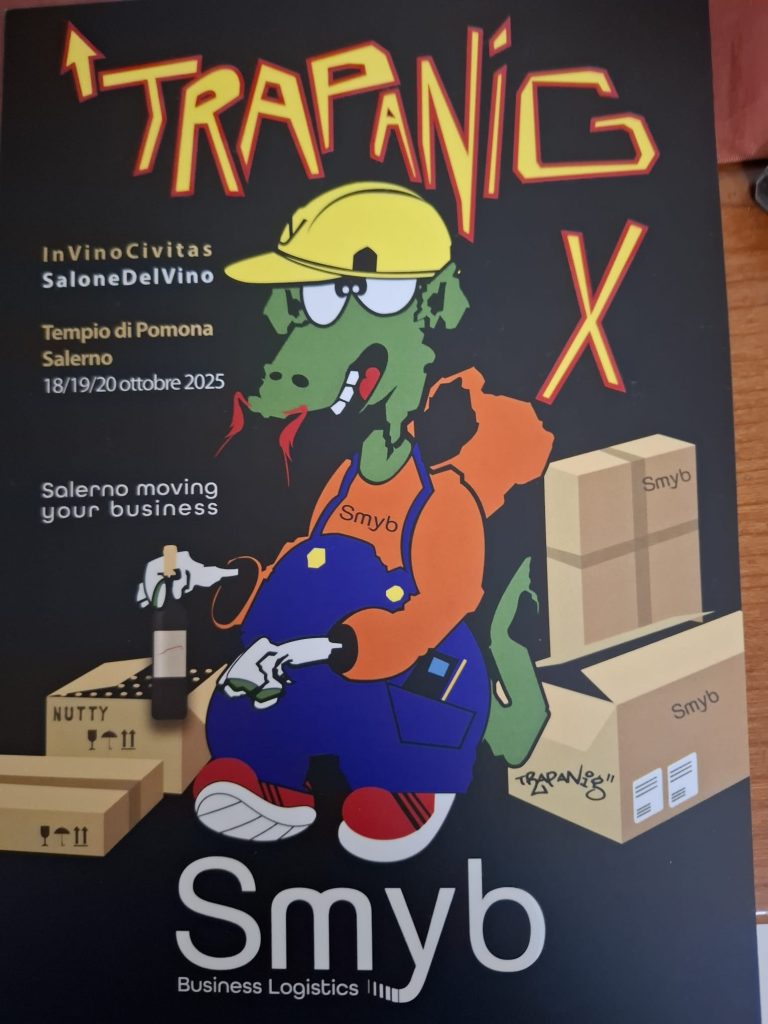 TRAPANiG
X
InVinoCivitas
SaloneDelVino
Tempio di Pomona
Salerno
18/19/20 ottobre 2025
Salerno moving
your business
Smyb
Smyb
Smyb
NUTTY
TRAPANiG"
Smyb
Business Logistics